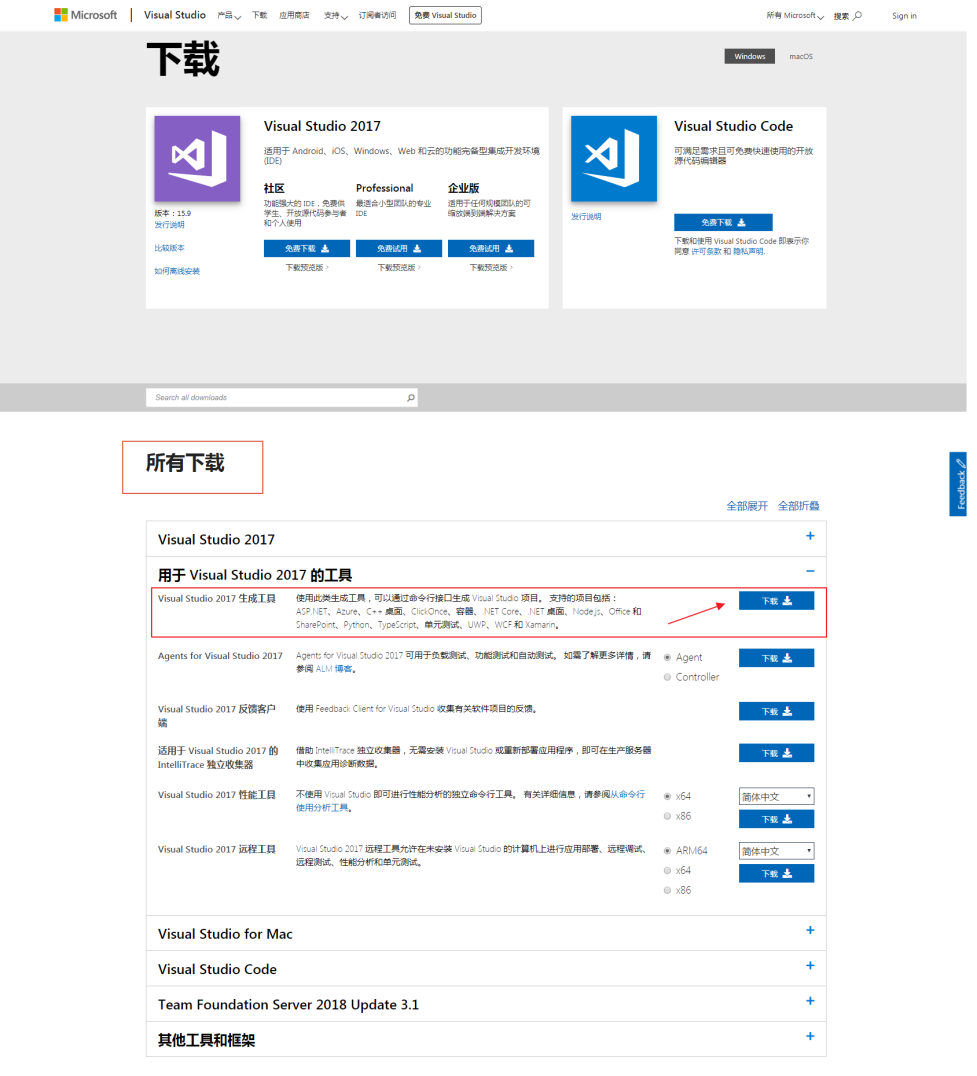 Microsoft Visual Studio 产品 下载 应用商店 支持 订阅者访问 免费 Visual Studio 所有 Microsoft 搜索 Sign in
下载
Windows macOS
Visual Studio 2017
适用于 Android、iOS、Windows、Web 和云的功能完备型集成开发环境
(IDE)
社区 Professional 企业版
功能强大的 IDE，免费供
学生、开放源代码参与者
和个人使用
最适合小型团队的专业
IDE
适用于任何规模团队的可
缩放端到端解决方案
版本：15.9
发行说明
比较版本
如何离线安装
免费下载 免费试用 免费试用
下载预览版 › 下载预览版 › 下载预览版 ›
Visual Studio Code
可满足需求且可免费快速使用的开放
源代码编辑器
发行说明
免费下载
下载和使用 Visual Studio Code 即表示你
同意 许可条款 和 隐私声明.
Search all downloads
所有下载
Feedback
全部展开 全部折叠
Visual Studio 2017 +
用于 Visual Studio 2017 的工具 −
Visual Studio 2017 生成工具
使用此类生成工具，可以通过命令行接口生成 Visual Studio 项目。 支持的项目包括：
ASP.NET、Azure、C++ 桌面、ClickOnce、容器、.NET Core、.NET 桌面、Node.js、Office 和
SharePoint、Python、TypeScript、单元测试、UWP、WCF 和 Xamarin。
下载
Agents for Visual Studio 2017
Agents for Visual Studio 2017 可用于负载测试、功能测试和自动测试。 如需了解更多详情，请
参阅 ALM 博客。
Agent
Controller
下载
Visual Studio 2017 反馈客户
端
使用 Feedback Client for Visual Studio 收集有关软件项目的反馈。
下载
适用于 Visual Studio 2017 的
IntelliTrace 独立收集器
借助 IntelliTrace 独立收集器，无需安装 Visual Studio 或重新部署应用程序，即可在生产服务器
中收集应用诊断数据。
下载
Visual Studio 2017 性能工具
不使用 Visual Studio 即可进行性能分析的独立命令行工具。 有关详细信息，请参阅从命令行
使用分析工具。
x64
x86
简体中文
下载
Visual Studio 2017 远程工具
Visual Studio 2017 远程工具允许在未安装 Visual Studio 的计算机上进行应用部署、远程调试、
远程测试、性能分析和单元测试。
ARM64
x64
x86
简体中文
下载
Visual Studio for Mac +
Visual Studio Code +
Team Foundation Server 2018 Update 3.1 +
其他工具和框架 +